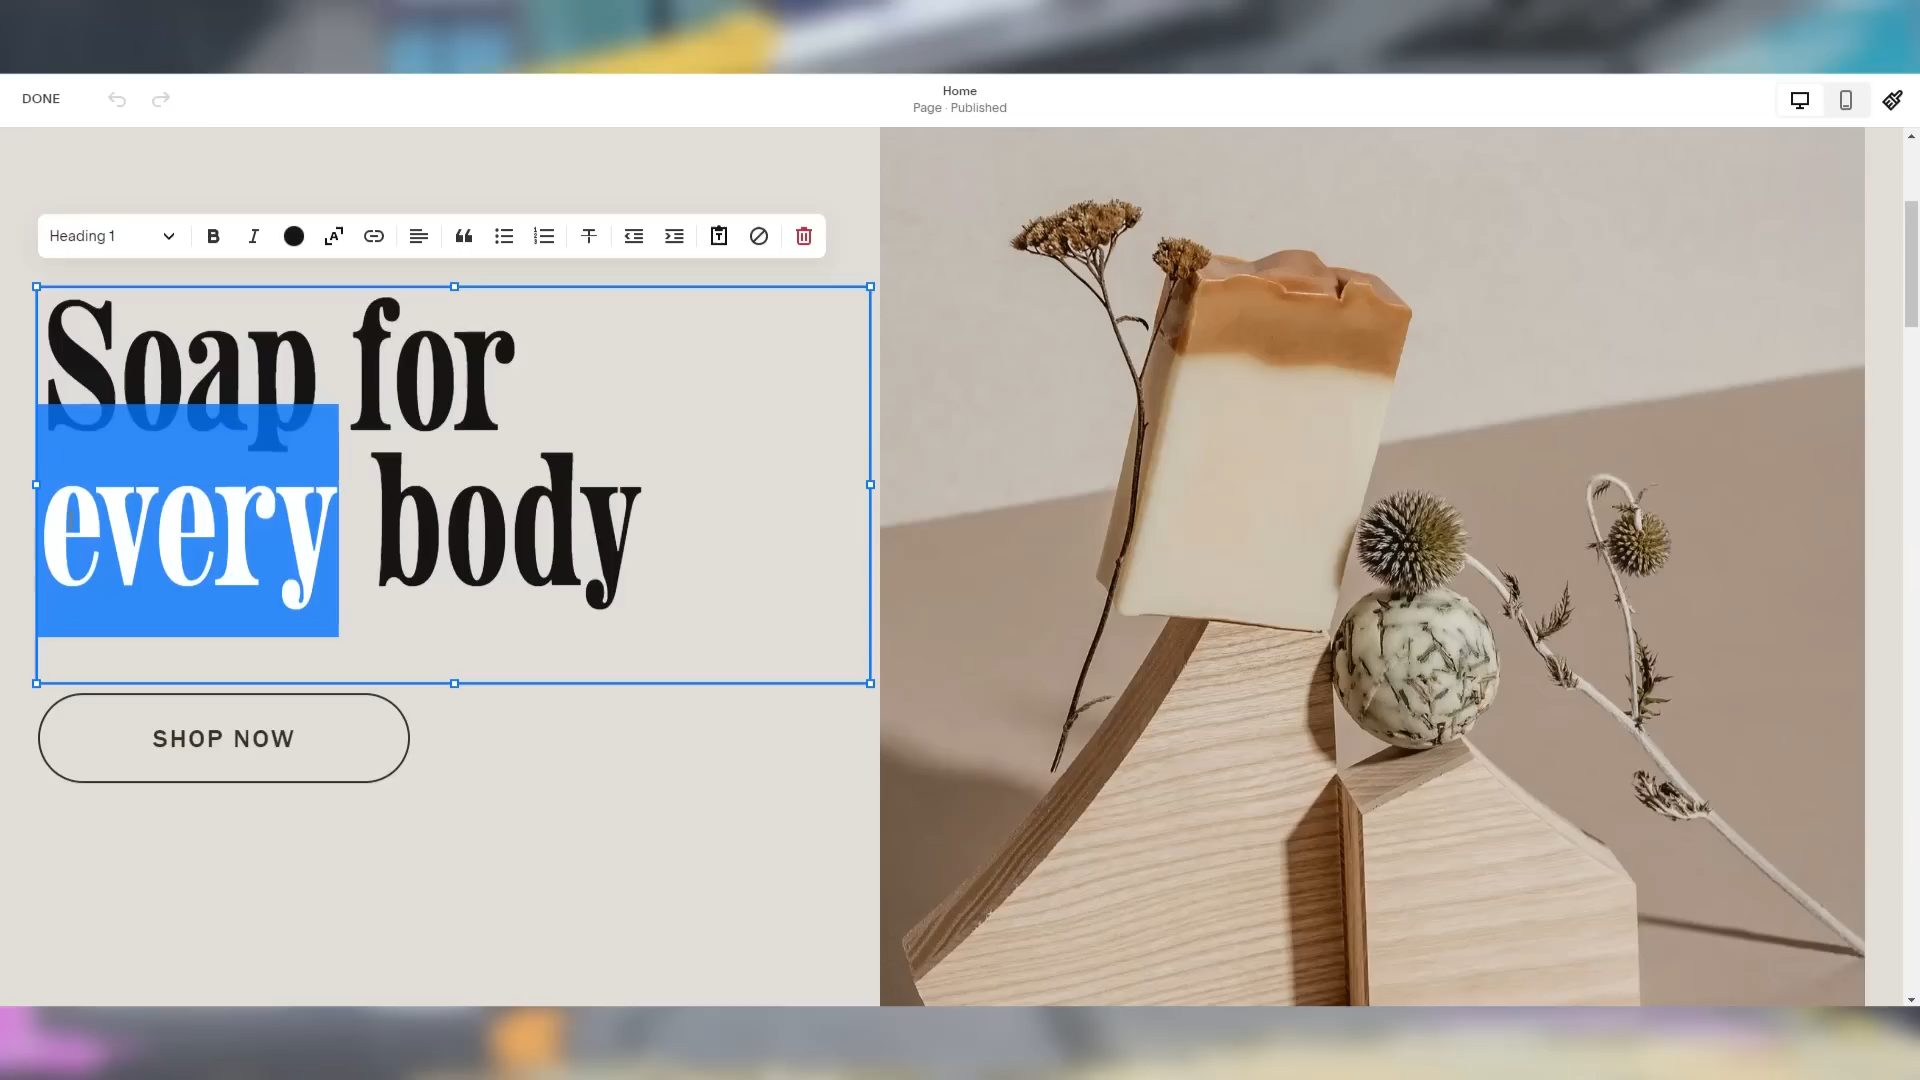 DONE
Home
Page · Published
Heading 1
Soap for
every body
SHOP NOW